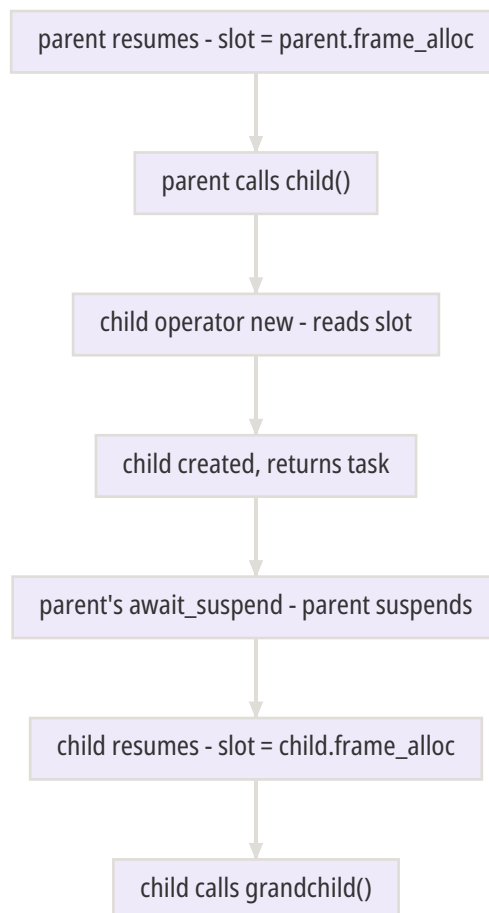 parent resumes - slot = parent.frame_alloc
parent calls child()
child operator new - reads slot
child created, returns task
parent's await_suspend - parent suspends
child resumes - slot = child.frame_alloc
child calls grandchild()